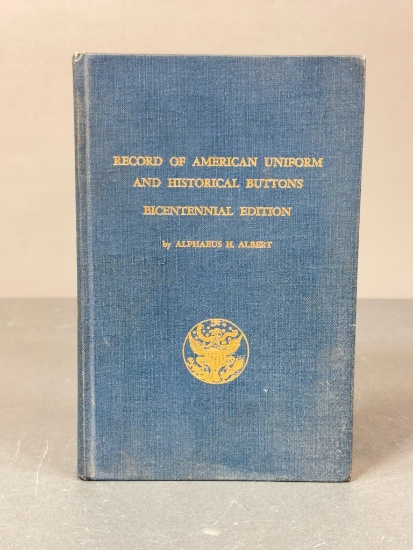 RECORD OF AMERICAN UNIFORM
AND HISTORICAL BUTTONS
BICENTENNIAL EDITION
by ALPHAEUS H. ALBERT